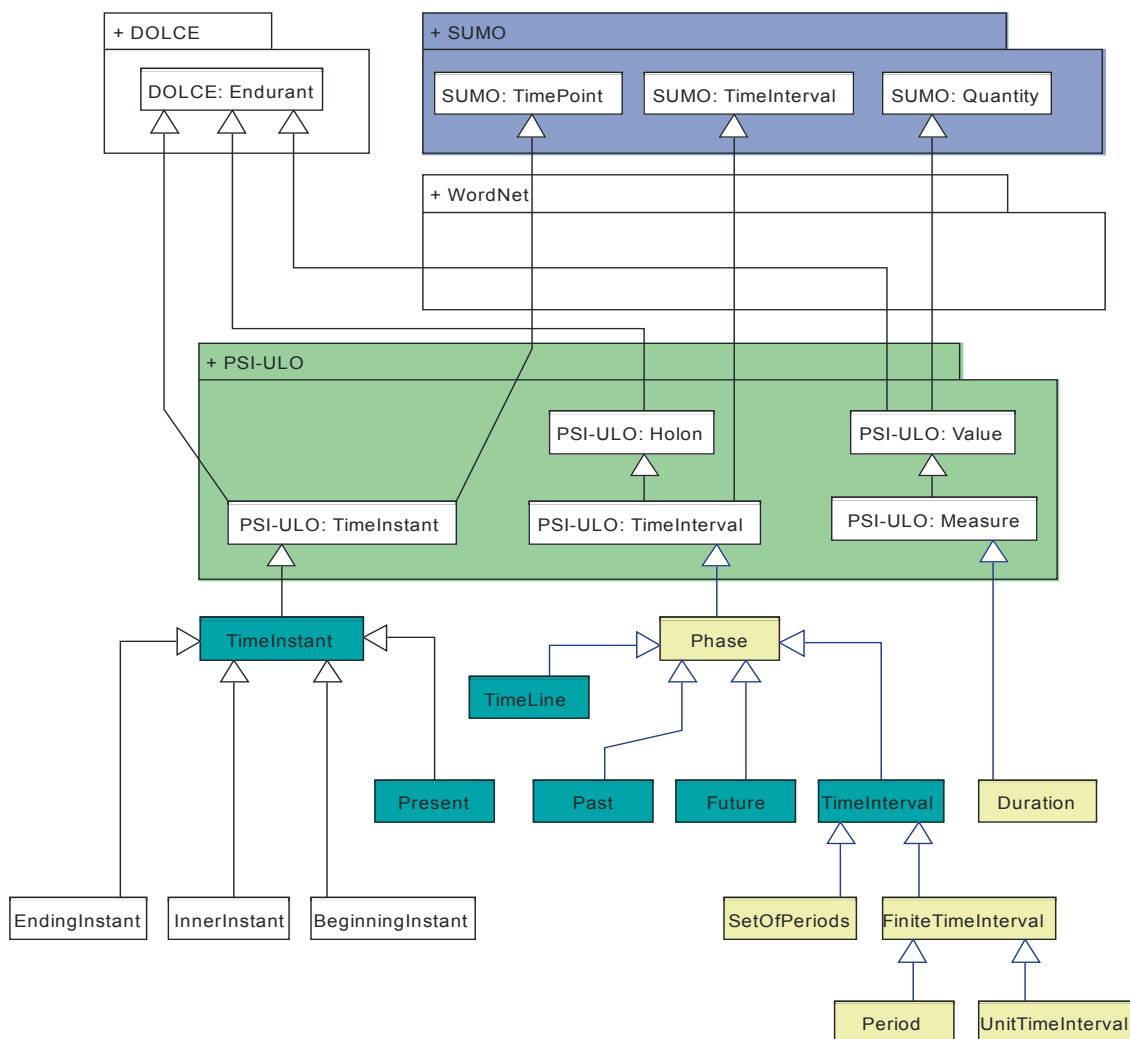 + DOLCE
+ SUMO
DOLCE: Endurant
SUMO: TimePoint
SUMO: TimeInterval
SUMO: Quantity
+ WordNet
+ PSI-ULO
PSI-ULO: Holon
PSI-ULO: Value
PSI-ULO: TimeInstant
PSI-ULO: TimeInterval
PSI-ULO: Measure
TimeInstant
Phase
TimeLine
Present
Past
Future
TimeInterval
Duration
EndingInstant
InnerInstant
BeginningInstant
SetOfPeriods
FiniteTimeInterval
Period
UnitTimeInterval